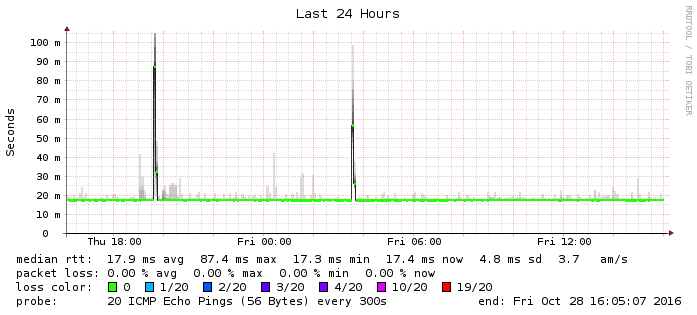 Last 24 Hours
RRDTOOL / TOBI OETIKER
Seconds
100 m
90 m
80 m
70 m
60 m
50 m
40 m
30 m
20 m
10 m
0
Thu 18:00 Fri 00:00 Fri 06:00 Fri 12:00
median rtt: 17.9 ms avg 87.4 ms max 17.3 ms min 17.4 ms now 4.8 ms sd 3.7 am/s
packet loss: 0.00 % avg 0.00 % max 0.00 % min 0.00 % now
loss color: 0 1/20 2/20 3/20 4/20 10/20 19/20
probe: 20 ICMP Echo Pings (56 Bytes) every 300s end: Fri Oct 28 16:05:07 2016